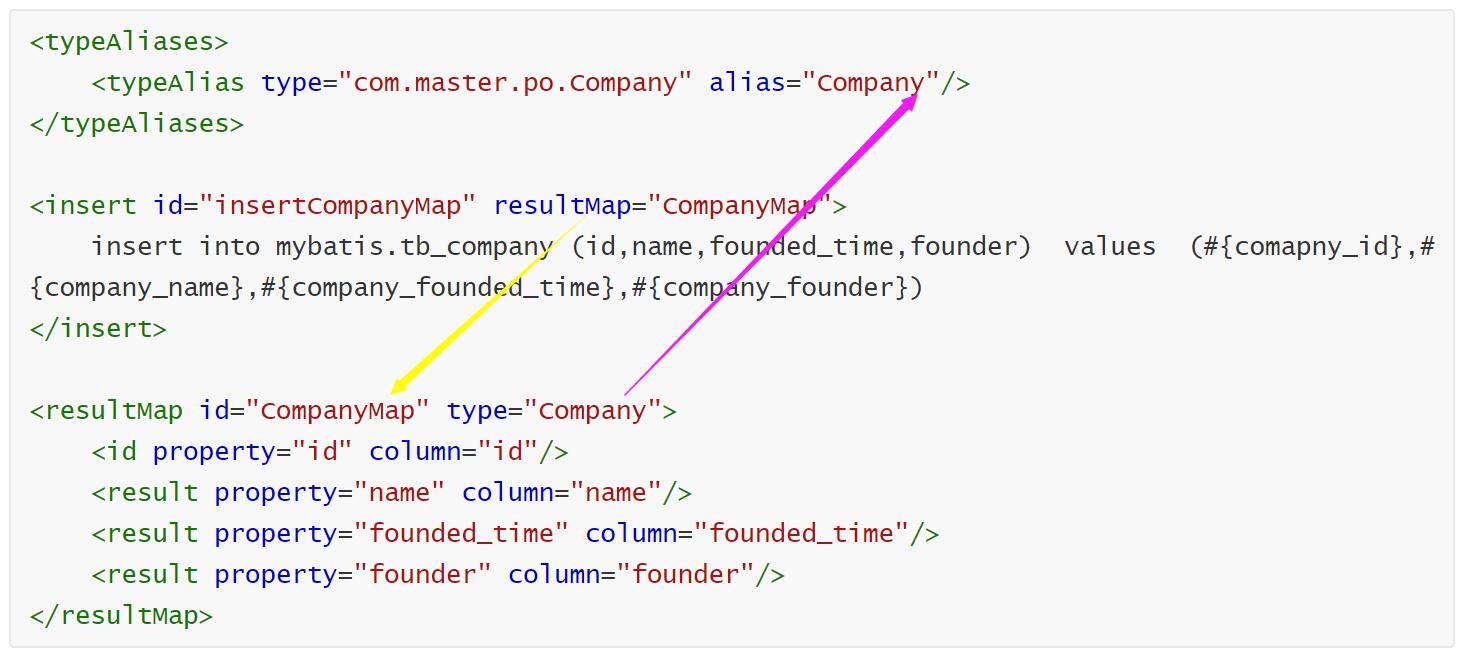 <typeAliases>
    <typeAlias type="com.master.po.Company" alias="Company"/>
</typeAliases>

<insert id="insertCompanyMap" resultMap="CompanyMap">
    insert into mybatis.tb_company (id,name,founded_time,founder)  values  (#{comapny_id},#
{company_name},#{company_founded_time},#{company_founder})
</insert>

<resultMap id="CompanyMap" type="Company">
    <id property="id" column="id"/>
    <result property="name" column="name"/>
    <result property="founded_time" column="founded_time"/>
    <result property="founder" column="founder"/>
</resultMap>